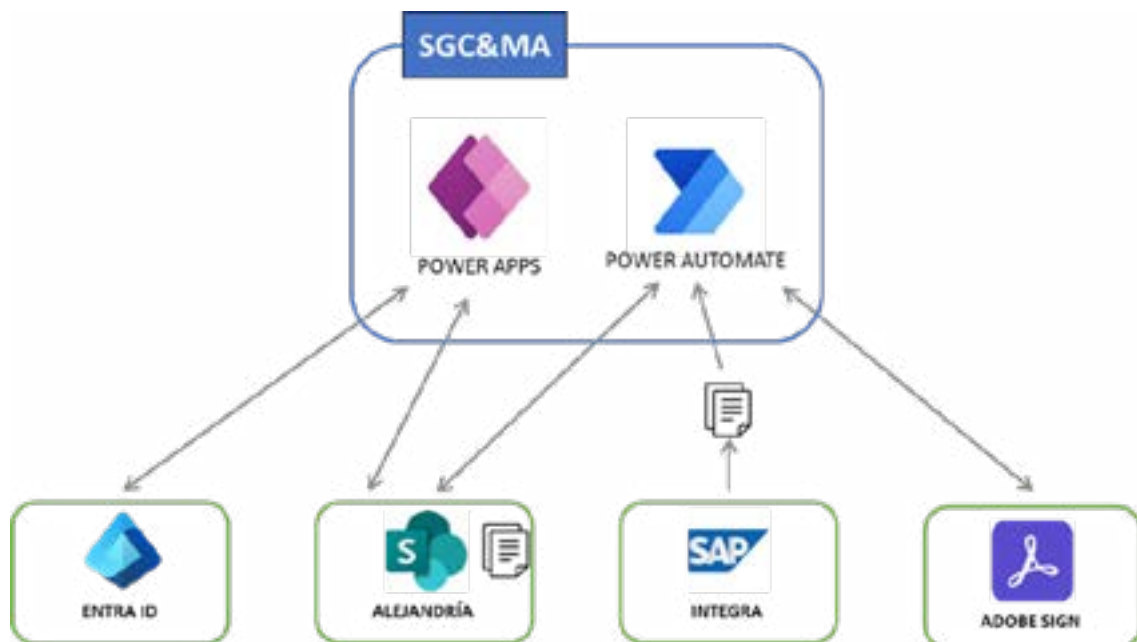 SGC&MA
POWER APPS
POWER AUTOMATE
S
SAP
ENTRA ID
ALEJANDRÍA
INTEGRA
ADOBE SIGN